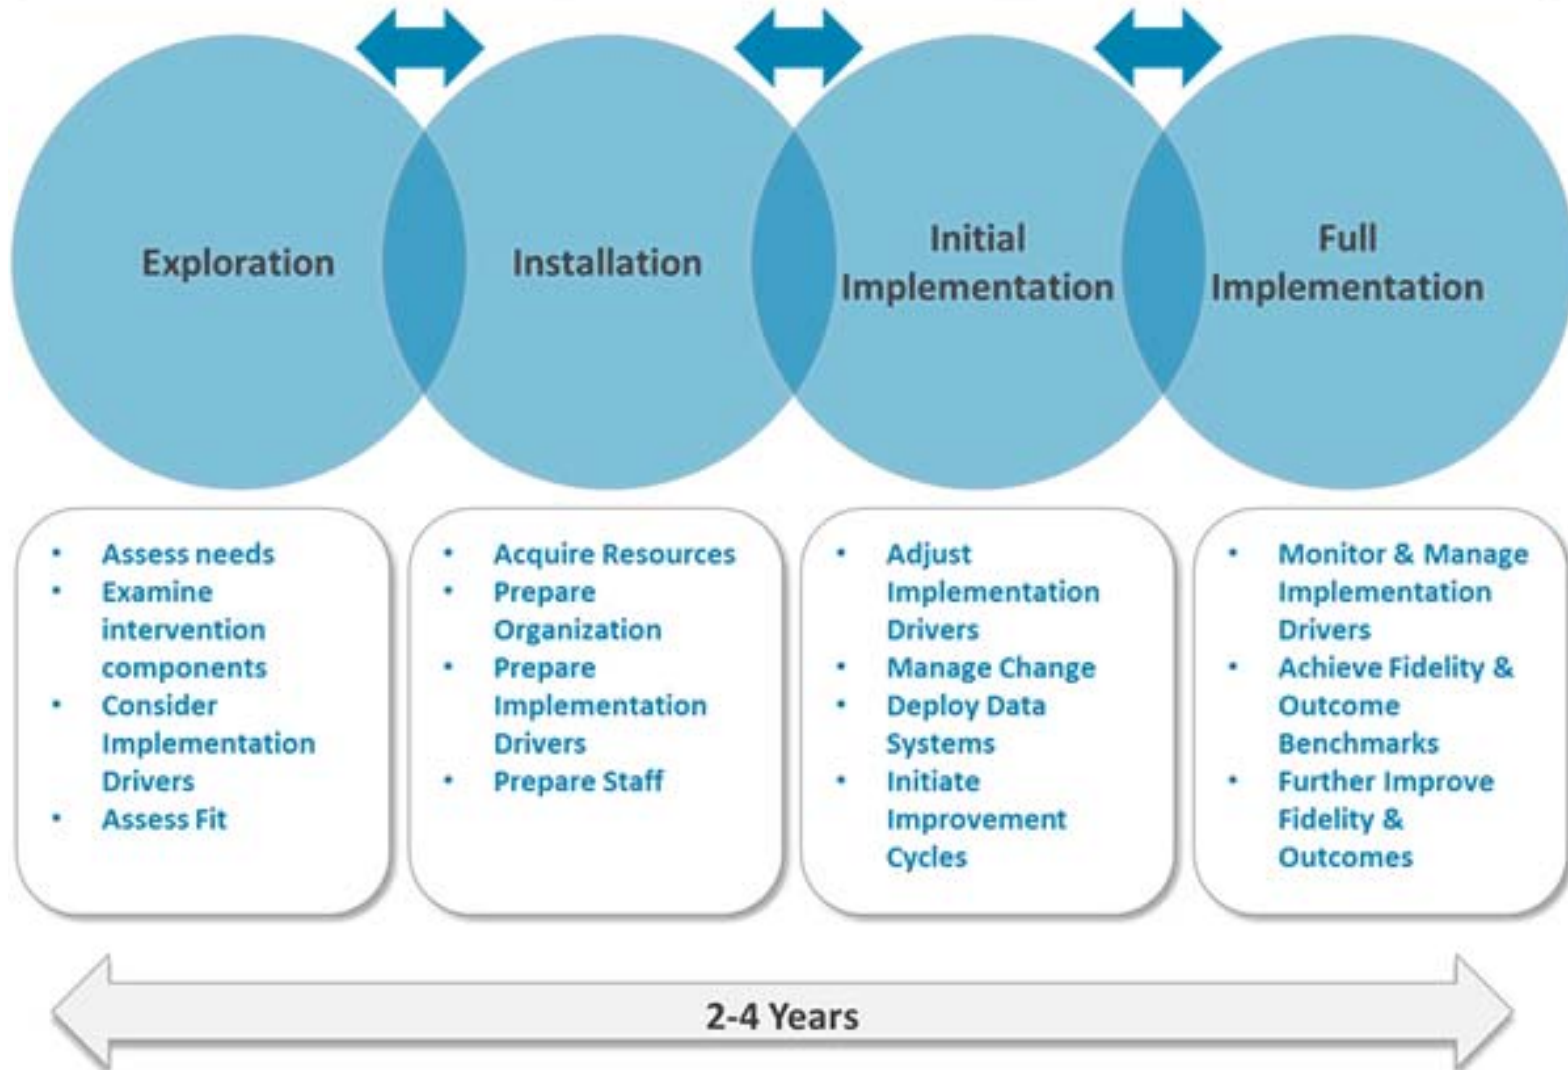 Exploration
Installation
Initial
Implementation
Full
Implementation
• Assess needs
• Examine
intervention
components
• Consider
Implementation
Drivers
• Assess Fit
• Acquire Resources
• Prepare
Organization
• Prepare
Implementation
Drivers
• Prepare Staff
• Adjust
Implementation
Drivers
• Manage Change
• Deploy Data
Systems
• Initiate
Improvement
Cycles
• Monitor & Manage
Implementation
Drivers
• Achieve Fidelity &
Outcome
Benchmarks
• Further Improve
Fidelity &
Outcomes
2-4 Years